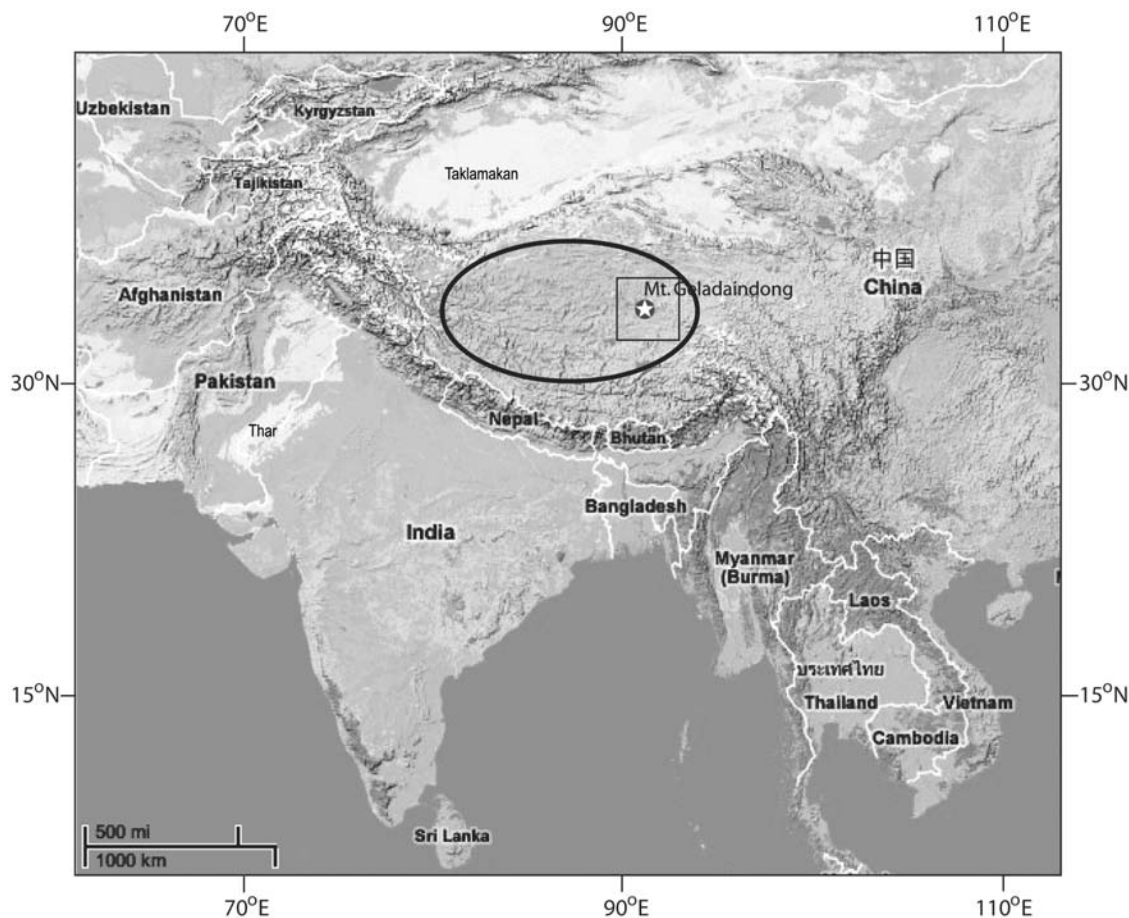 70°E 90°E 110°E
Uzbekistan
Kyrgyzstan
Taklamakan
Tajikistan
中国
China
Mt. Geladaindong
Afghanistan
30°N
Pakistan
30°N
Nepal
Thar
Bhutan
Bangladesh
India
Myanmar
(Burma)
Laos
ประเทศไทย
15°N
15°N
Thailand
Vietnam
Cambodia
500 mi
Sri Lanka
1000 km
70°E 90°E 110°E